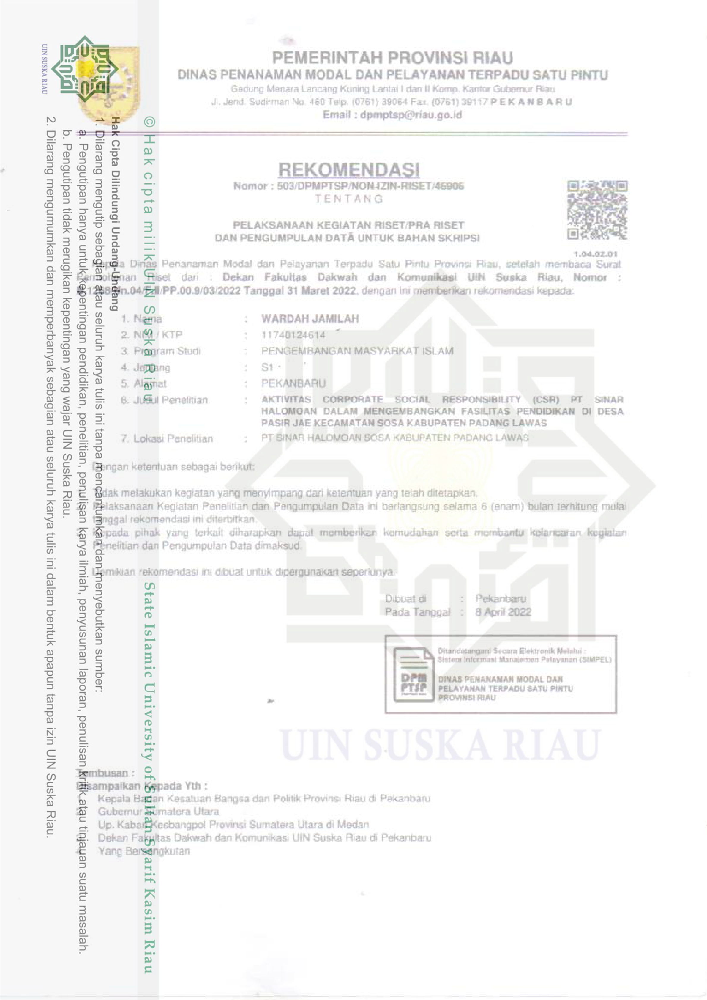 PEMERINTAH PROVINSI RIAU
DINAS PENANAMAN MODAL DAN PELAYANAN TERPADU SATU PINTU
Gedung Menara Lancang Kuning Lantai I dan II Komp. Kantor Gubernur Riau
Jl. Jend. Sudirman No. 460 Telp. (0761) 39064 Fax. (0761) 39117 P E K A N B A R U
Email : dpmptsp@riau.go.id
REKOMENDASI
Nomor : 503/DPMPTSP/NON IZIN-RISET/46906
T E N T A N G
PELAKSANAAN KEGIATAN RISET/PRA RISET
DAN PENGUMPULAN DATA UNTUK BAHAN SKRIPSI
1.04.02.01
Kepala Dinas Penanaman Modal dan Pelayanan Terpadu Satu Pintu Provinsi Riau, setelah membaca Surat
Permohonan Riset dari : Dekan Fakultas Dakwah dan Komunikasi UIN Suska Riau, Nomor :
/PP.00.9/03/2022 Tanggal 31 Maret 2022, dengan ini memberikan rekomendasi kepada:
1. Nama : WARDAH JAMILAH
2. NIM / KTP : 11740124614
3. Program Studi : PENGEMBANGAN MASYARKAT ISLAM
4. Jenjang : S1
5. Alamat : PEKANBARU
6. Judul Penelitian : AKTIVITAS CORPORATE SOCIAL RESPONSIBILITY (CSR) PT SINAR
HALOMOAN DALAM MENGEMBANGKAN FASILITAS PENDIDIKAN DI DESA
PASIR JAE KECAMATAN SOSA KABUPATEN PADANG LAWAS
7. Lokasi Penelitian : PT SINAR HALOMOAN SOSA KABUPATEN PADANG LAWAS
Dengan ketentuan sebagai berikut:
Tidak melakukan kegiatan yang menyimpang dari ketentuan yang telah ditetapkan.
Pelaksanaan Kegiatan Penelitian dan Pengumpulan Data ini berlangsung selama 6 (enam) bulan terhitung mulai
tanggal rekomendasi ini diterbitkan.
Kepada pihak yang terkait diharapkan dapat memberikan kemudahan serta membantu kelancaran kegiatan
Penelitian dan Pengumpulan Data dimaksud.
Demikian rekomendasi ini dibuat untuk dipergunakan seperlunya.
Dibuat di : Pekanbaru
Pada Tanggal : 8 April 2022
Ditandatangani Secara Elektronik Melalui :
Sistem Informasi Manajemen Pelayanan (SIMPEL)
DPM
PTSP
DINAS PENANAMAN MODAL DAN
PELAYANAN TERPADU SATU PINTU
PROVINSI RIAU
UIN SUSKA RIAU
Tembusan :
Disampaikan Kepada Yth :
Kepala Badan Kesatuan Bangsa dan Politik Provinsi Riau di Pekanbaru
Gubernur Sumatera Utara
Up. Kaban Kesbangpol Provinsi Sumatera Utara di Medan
Dekan Fakultas Dakwah dan Komunikasi UIN Suska Riau di Pekanbaru
Yang Bersangkutan
© Hak cipta milik UIN Suska Riau
State Islamic University of Sultan Syarif Kasim Riau
Hak Cipta Dilindungi Undang-Undang
1. Dilarang mengutip sebagian atau seluruh karya tulis ini tanpa mencantumkan dan menyebutkan sumber:
a. Pengutipan hanya untuk kepentingan pendidikan, penelitian, penulisan karya ilmiah, penyusunan laporan, penulisan kritik atau tinjauan suatu masalah.
b. Pengutipan tidak merugikan kepentingan yang wajar UIN Suska Riau.
2. Dilarang mengumumkan dan memperbanyak sebagian atau seluruh karya tulis ini dalam bentuk apapun tanpa izin UIN Suska Riau.
UIN SUSKA RIAU
RIAU